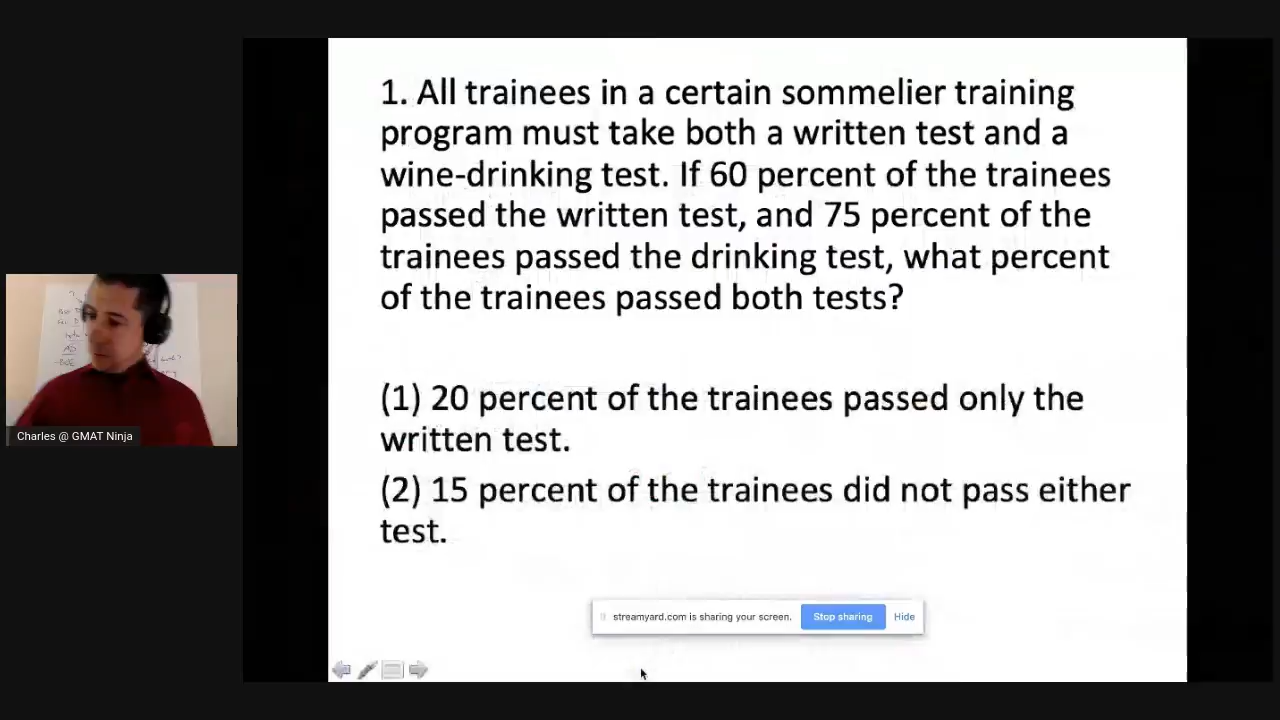 1. All trainees in a certain sommelier training
program must take both a written test and a
wine-drinking test. If 60 percent of the trainees
passed the written test, and 75 percent of the
trainees passed the drinking test, what percent
of the trainees passed both tests?
(1) 20 percent of the trainees passed only the
written test.
(2) 15 percent of the trainees did not pass either
test.
Charles @ GMAT Ninja
streamyard.com is sharing your screen. Stop sharing Hide